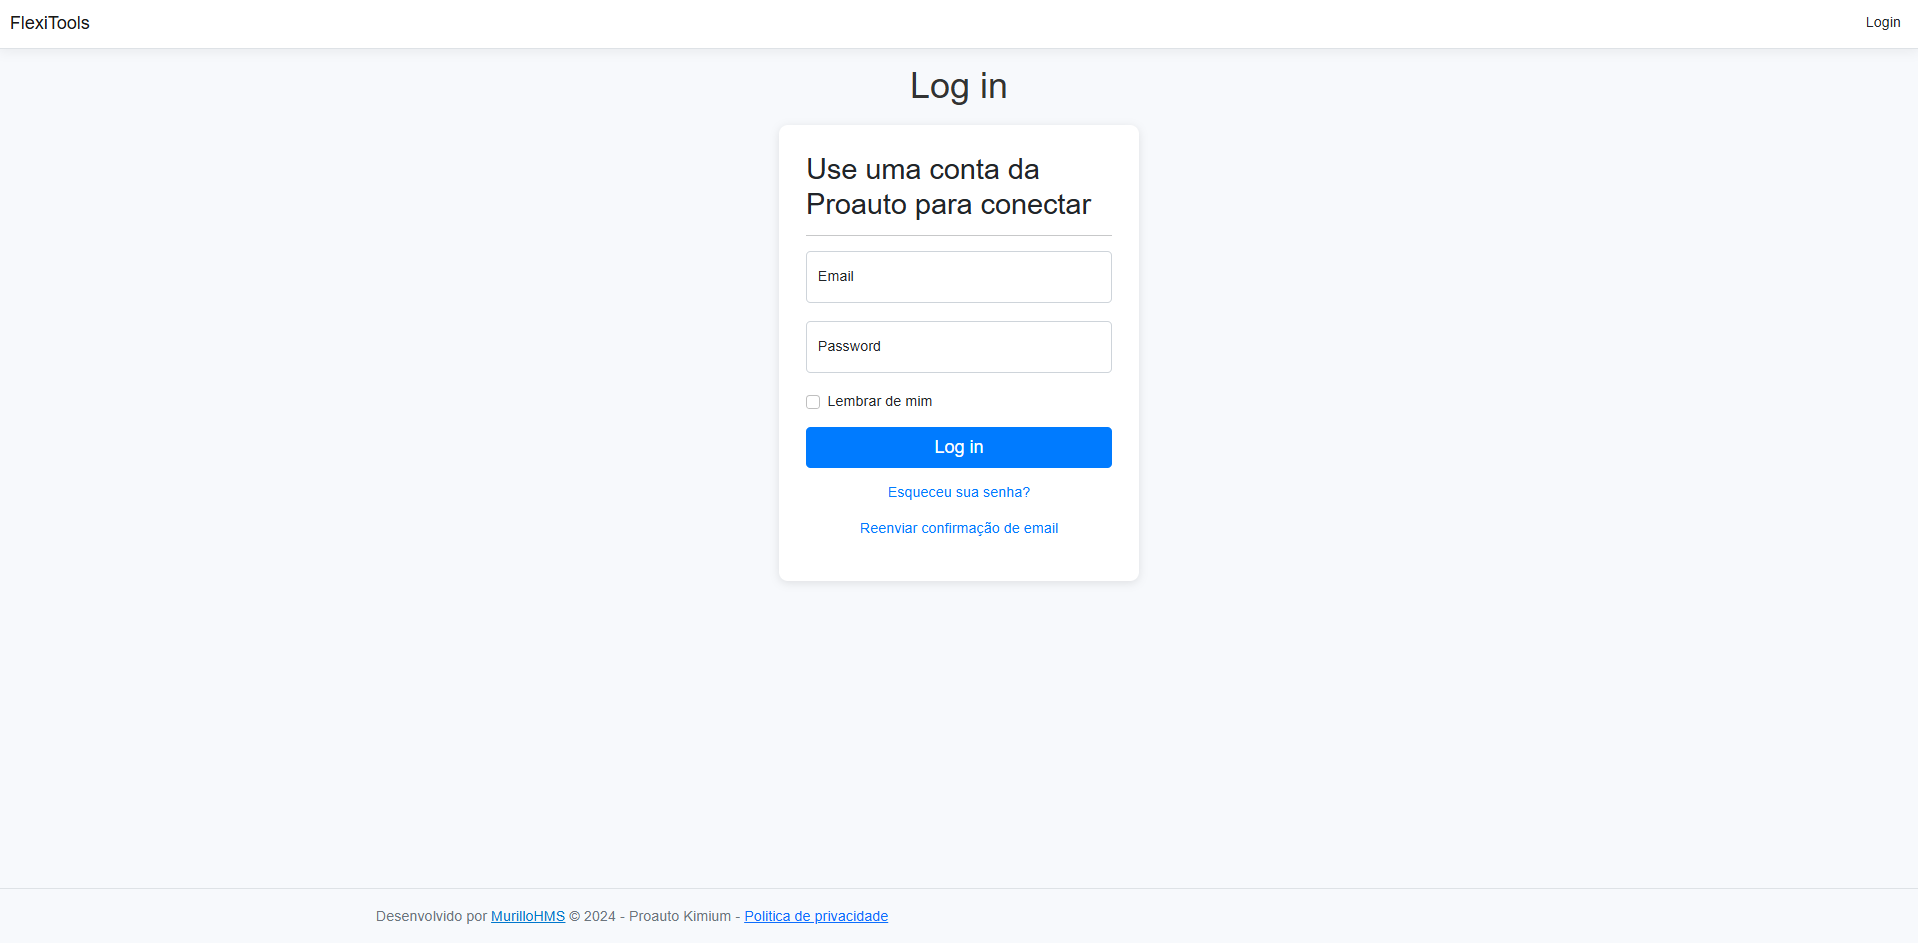 FlexiTools
Login
Log in
Use uma conta da
Proauto para conectar
Email
Password
Lembrar de mim
Log in
Esqueceu sua senha?
Reenviar confirmação de email
Desenvolvido por MurilloHMS © 2024 - Proauto Kimium - Politica de privacidade